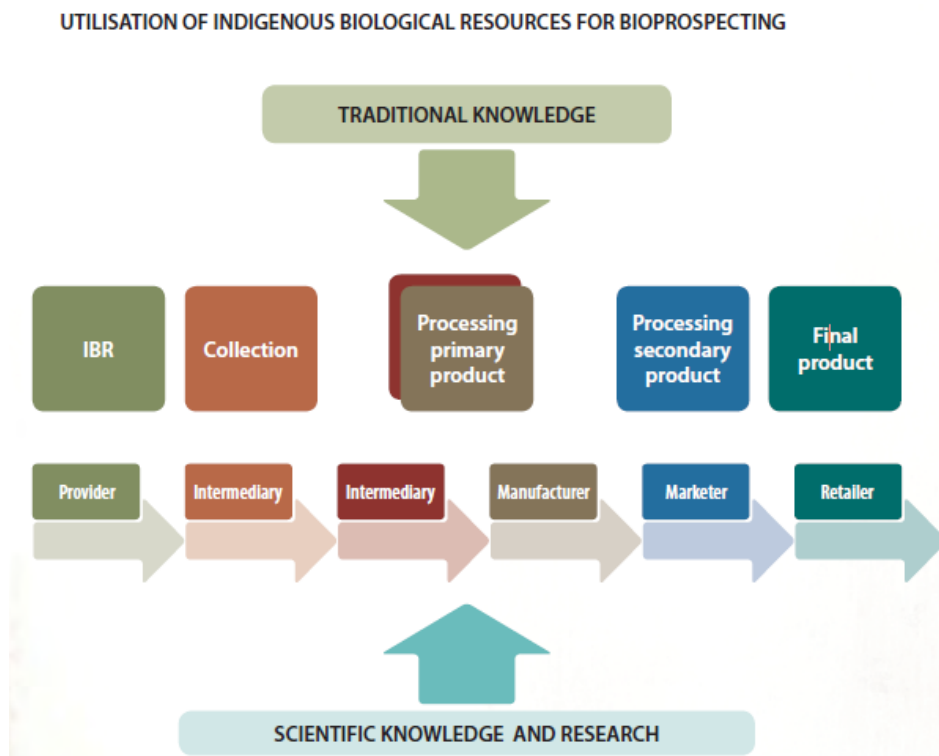 UTILISATION OF INDIGENOUS BIOLOGICAL RESOURCES FOR BIOPROSPECTING
TRADITIONAL KNOWLEDGE
IBR
Collection
Processing
primary
product
Processing
secondary
product
Final
product
Provider
Intermediary
Intermediary
Manufacturer
Marketer
Retailer
SCIENTIFIC KNOWLEDGE AND RESEARCH